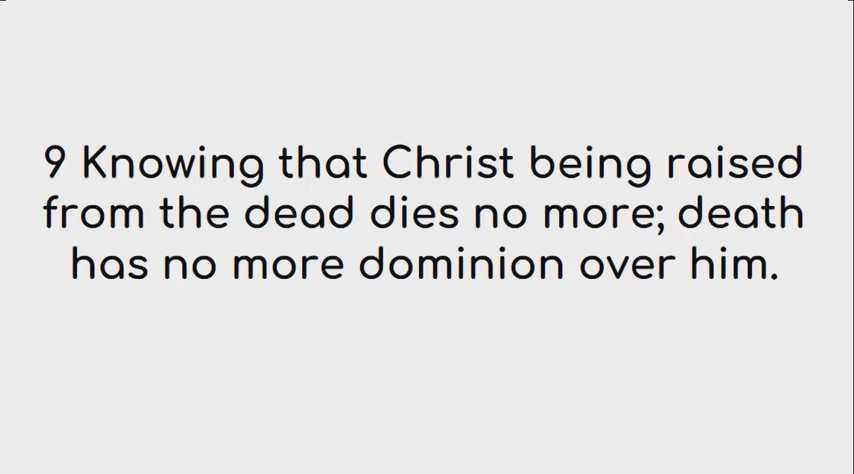 9 Knowing that Christ being raised
from the dead dies no more; death
has no more dominion over him.